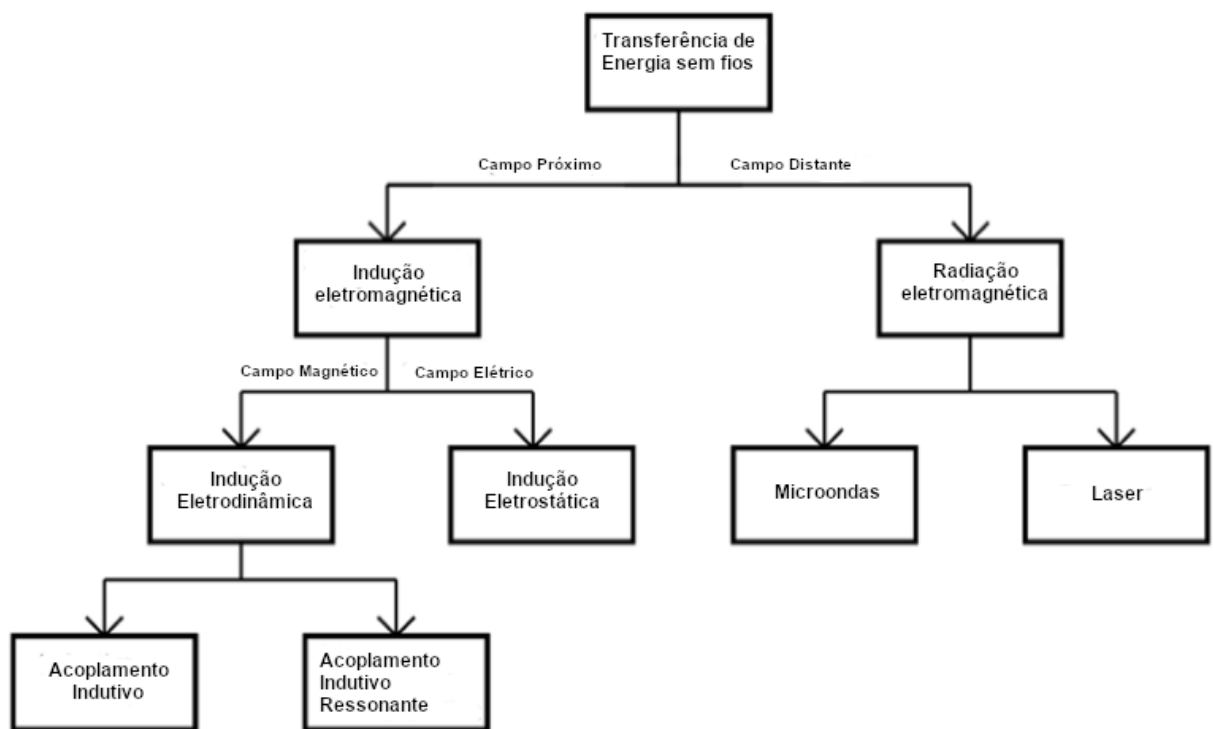 Transferência de
Energia sem fios
Campo Próximo
Campo Distante
Indução
eletromagnética
Radiação
eletromagnética
Campo Magnético
Campo Elétrico
Indução
Eletrodinâmica
Indução
Eletrostática
Microondas
Laser
Acoplamento
Indutivo
Acoplamento
Indutivo
Ressonante